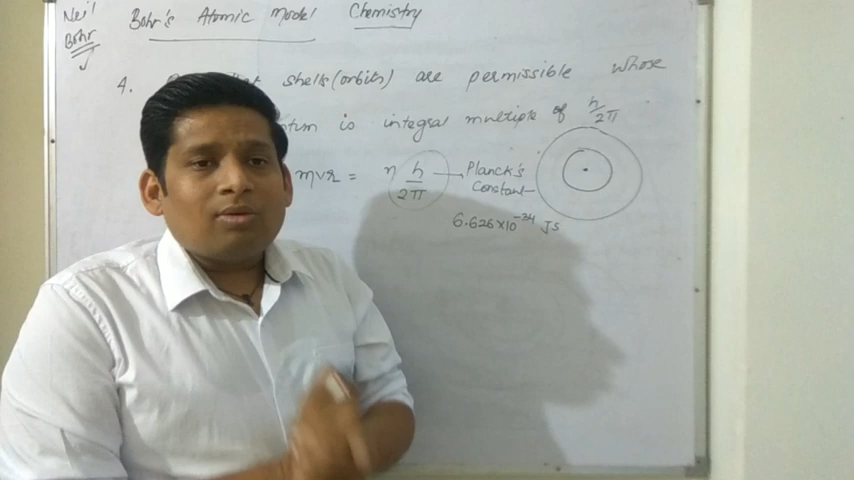 Neil Bohr's Atomic Model Chemistry
Bohr
4. shells (orbits) are permissible whose
is integral multiple of h/2π
mvr = n h/2π → Planck's
Constant
6.626×10⁻³⁴ Js